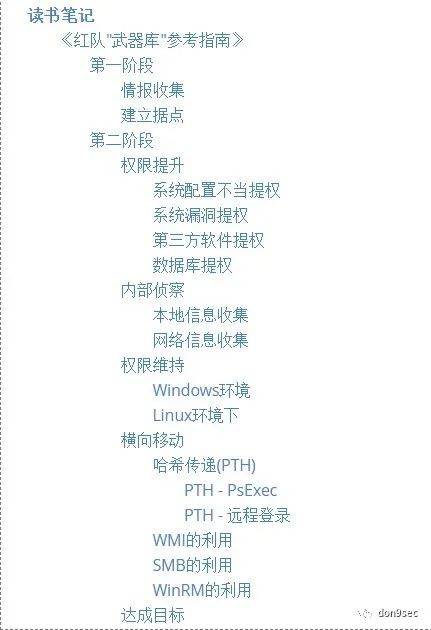 读书笔记
《红队"武器库"参考指南》
第一阶段
情报收集
建立据点
第二阶段
权限提升
系统配置不当提权
系统漏洞提权
第三方软件提权
数据库提权
内部侦察
本地信息收集
网络信息收集
权限维持
Windows环境
Linux环境下
横向移动
哈希传递(PTH)
PTH - PsExec
PTH - 远程登录
WMI的利用
SMB的利用
WinRM的利用
达成目标
don9sec